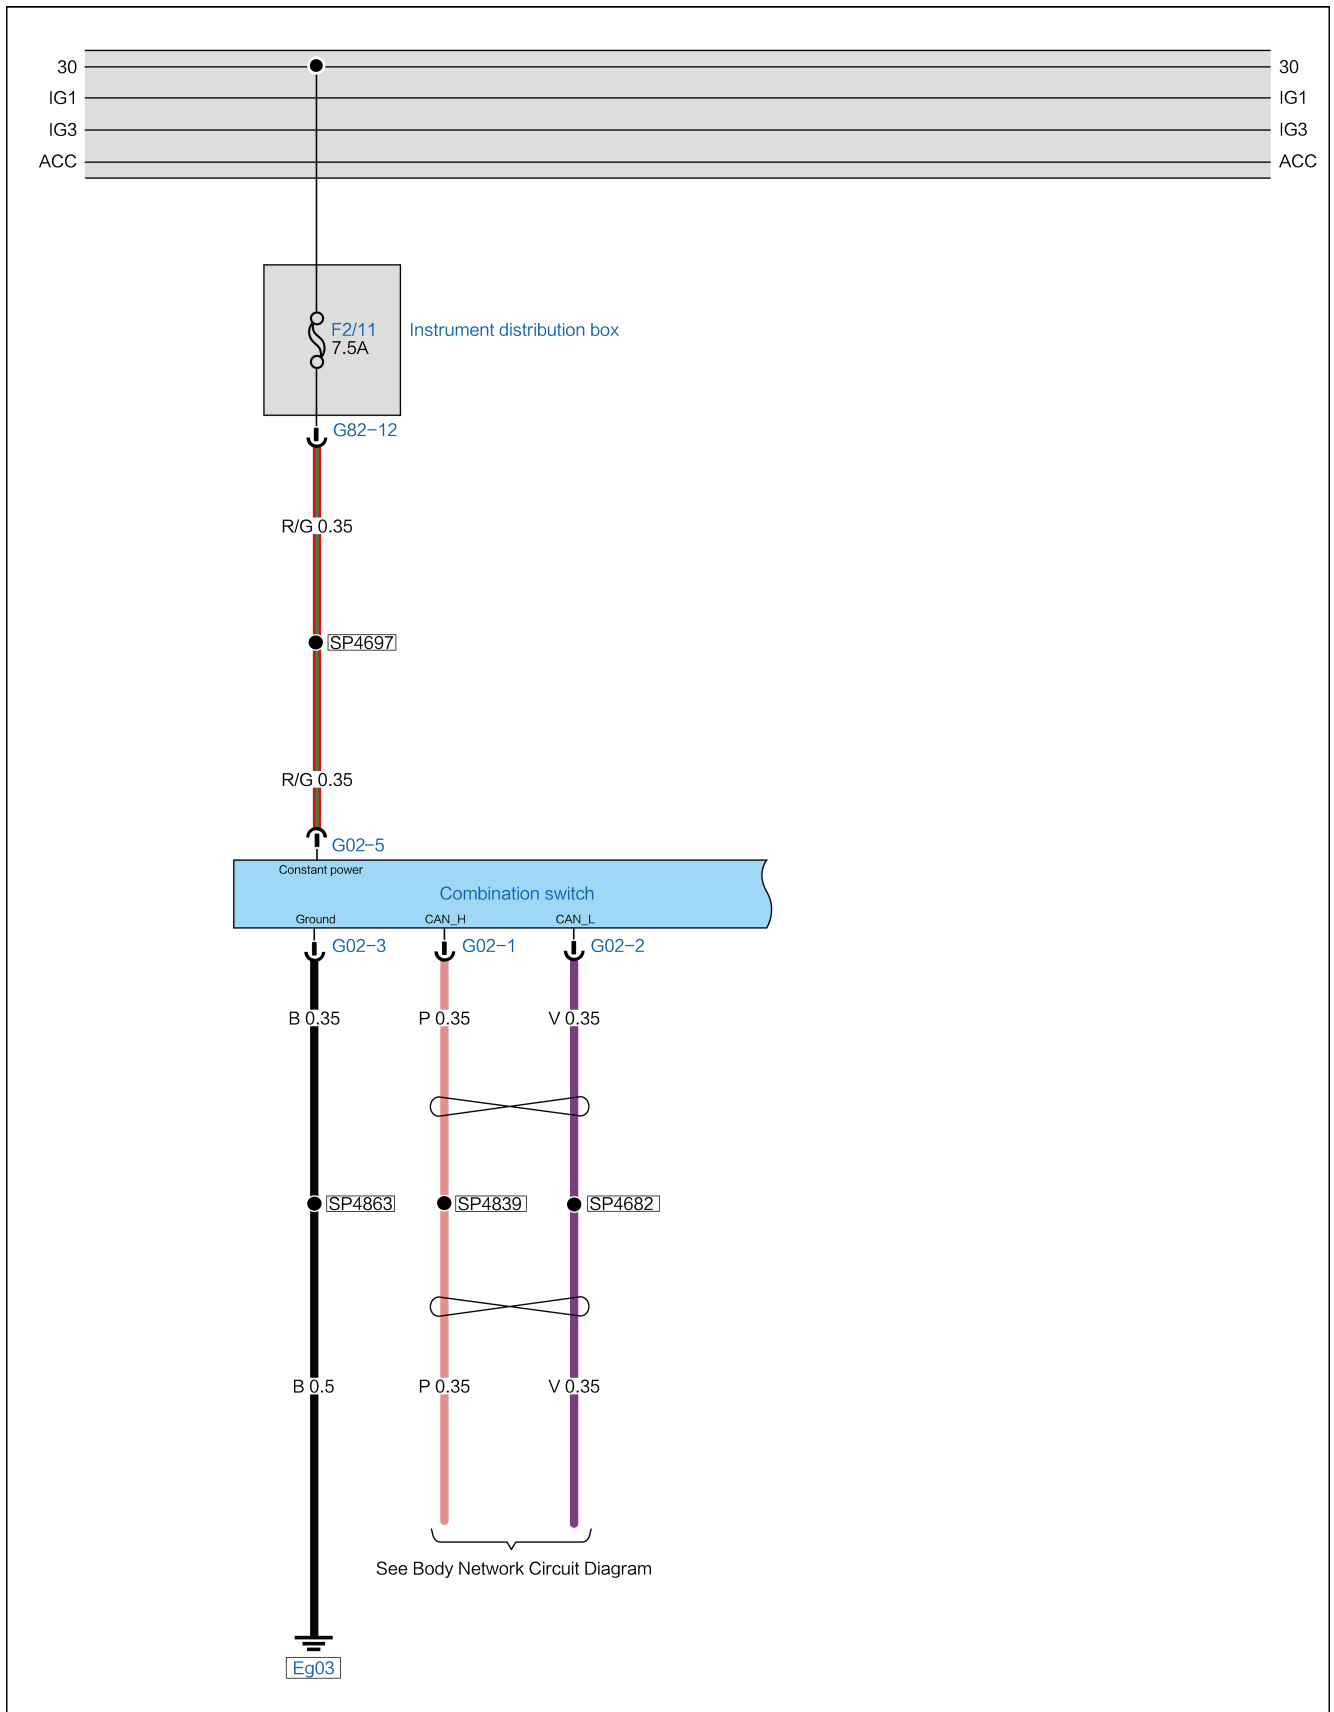 30 30
IG1 IG1
IG3 IG3
ACC ACC
F2/11 Instrument distribution box
7.5A
G82-12
R/G 0.35
SP4697
R/G 0.35
G02-5
Constant power
Combination switch
Ground CAN_H CAN_L
G02-3 G02-1 G02-2
B 0.35 P 0.35 V 0.35
SP4863 SP4839 SP4682
B 0.5 P 0.35 V 0.35
See Body Network Circuit Diagram
Eg03